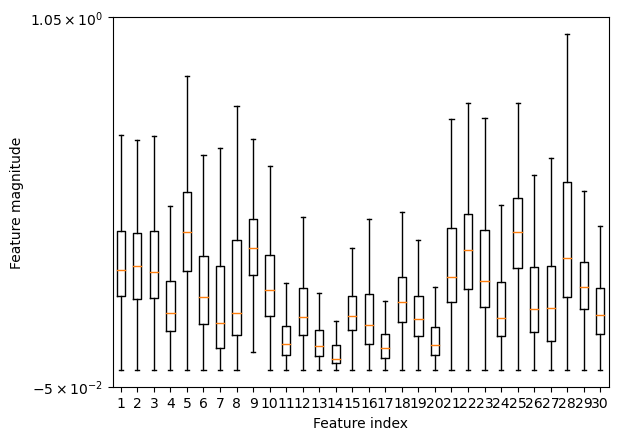 1.05 × 10⁰
Feature magnitude
−5 × 10⁻²
1 2 3 4 5 6 7 8 9 10 11 12 13 14 15 16 17 18 19 20 21 22 23 24 25 26 27 28 29 30
Feature index